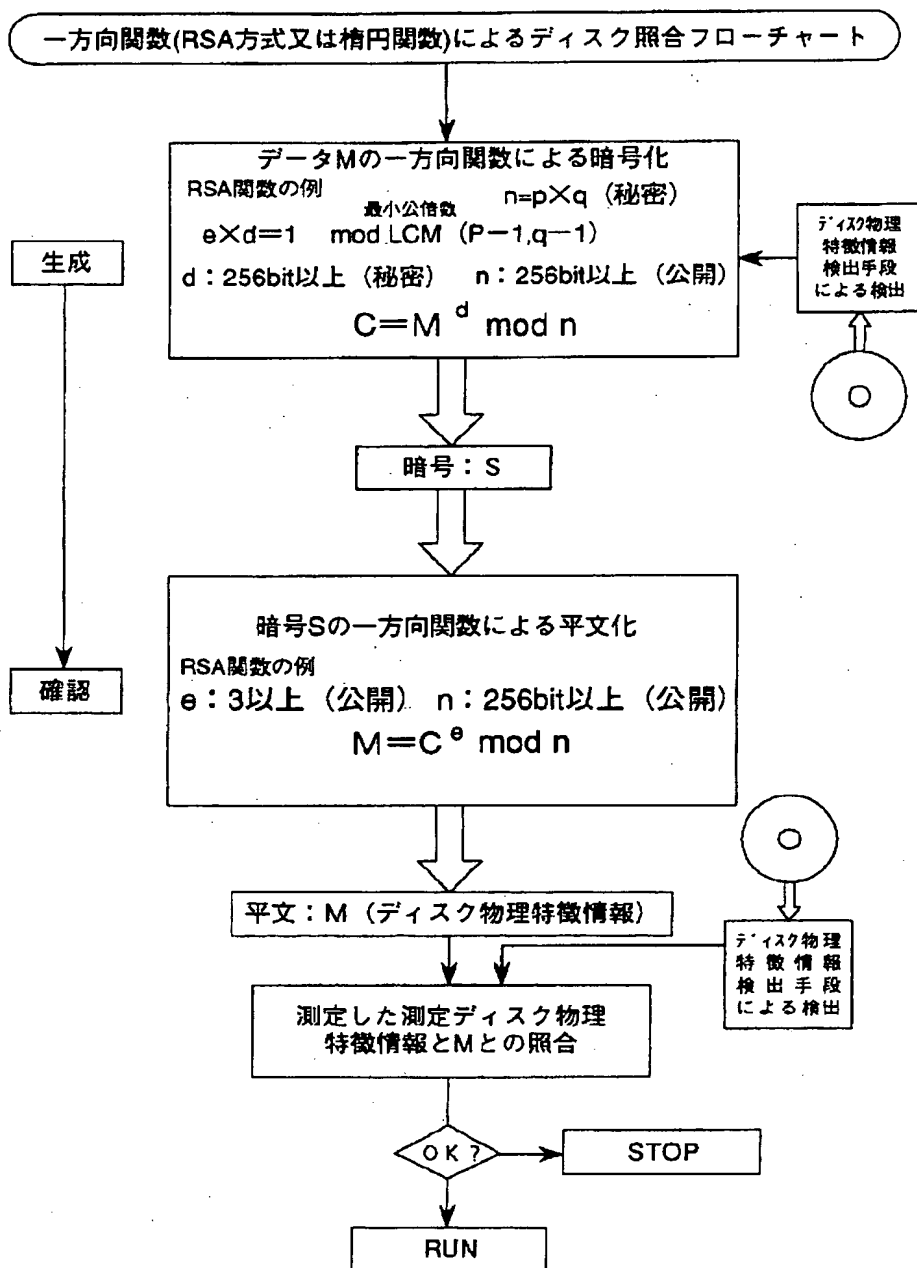 一方向関数(RSA方式又は楕円関数)によるディスク照合フローチャート
データMの一方向関数による暗号化
RSA関数の例
n=p×q (秘密)
最小公倍数
e×d=1 mod LCM (P−1,q−1)
d：256bit以上 (秘密) n：256bit以上 (公開)
C=M^d mod n
ディスク物理
特徴情報
検出手段
による検出
生成
暗号：S
暗号Sの一方向関数による平文化
RSA関数の例
e：3以上 (公開) n：256bit以上 (公開)
M=C^e mod n
確認
平文：M (ディスク物理特徴情報)
ディスク物理
特徴情報
検出手段
による検出
測定した測定ディスク物理
特徴情報とMとの照合
OK?
STOP
RUN